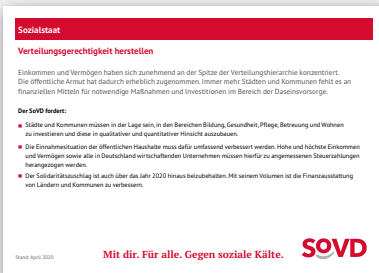 Sozialstaat
Verteilungsgerechtigkeit herstellen
Einkommen und Vermögen haben sich zunehmend an der Spitze der Verteilungshierarchie konzentriert.
Die öffentliche Armut hat dadurch erheblich zugenommen. Immer mehr Städten und Kommunen fehlt es an
finanziellen Mitteln für notwendige Maßnahmen und Investitionen im Bereich der Daseinsvorsorge.
Der SoVD fordert:
Städte und Kommunen müssen in der Lage sein, in den Bereichen Bildung, Gesundheit, Pflege, Betreuung und Wohnen
zu investieren und diese in qualitativer und quantitativer Hinsicht auszubauen.
Die Einnahmesituation der öffentlichen Haushalte muss dafür umfassend verbessert werden. Hohe und höchste Einkommen
und Vermögen sowie alle in Deutschland wirtschaftenden Unternehmen müssen hierfür zu angemessenen Steuerzahlungen
herangezogen werden.
Der Solidaritätszuschlag ist auch über das Jahr 2020 hinaus beizubehalten. Mit seinem Volumen ist die Finanzausstattung
von Ländern und Kommunen zu verbessern.
Stand: April 2020
Mit dir. Für alle. Gegen soziale Kälte.
SoVD